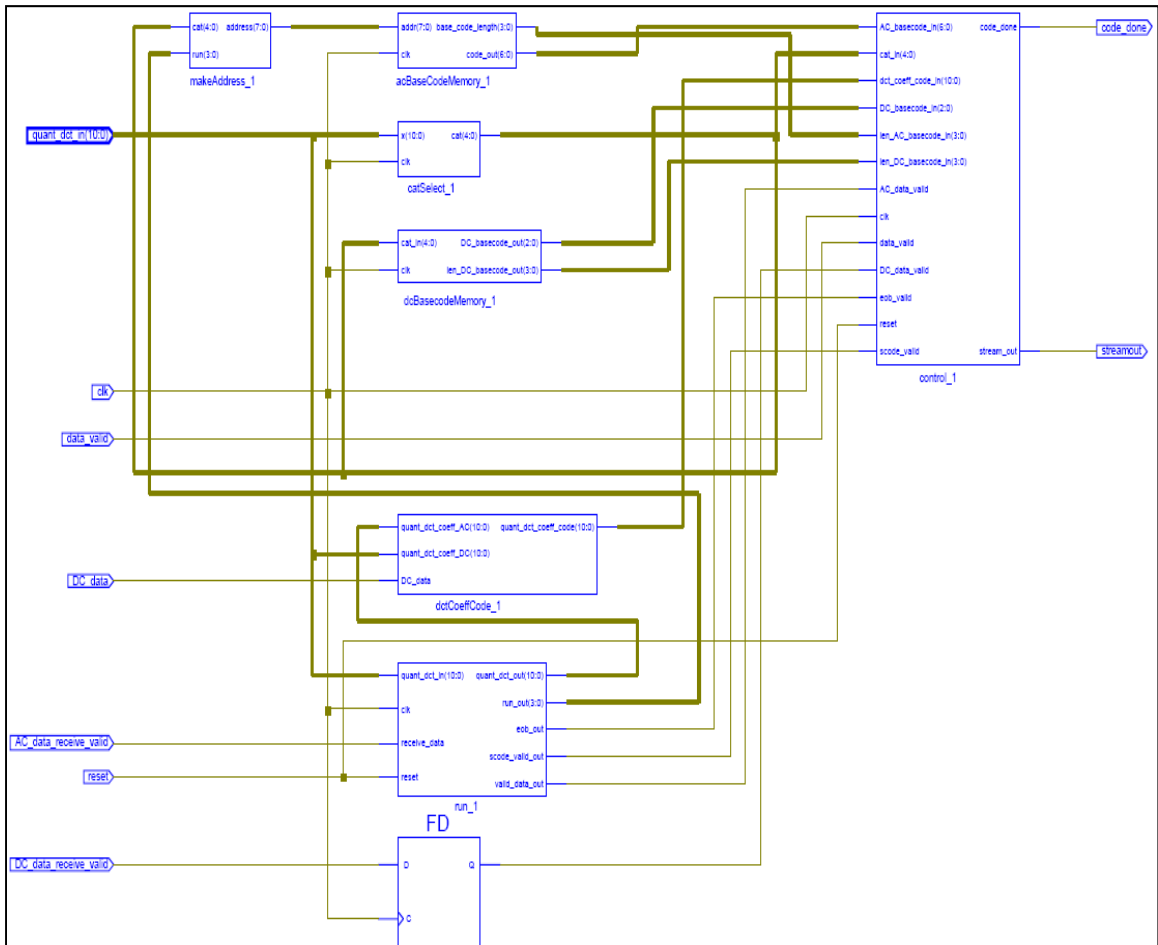 cat(4:0) address(7:0)
run(3:0)
makeAddress_1
addr(7:0) base_code_length(3:0)
clk code_out(6:0)
acBaseCodeMemory_1
AC_basecode_in(6:0) code_done
cat_in(4:0)
dct_coeff_code_in(10:0)
DC_basecode_in(2:0)
len_AC_basecode_in(3:0)
len_DC_basecode_in(3:0)
AC_data_valid
clk
data_valid
DC_data_valid
eob_valid
reset
scode_valid stream_out
control_1
code_done
streamout
quant_dct_in(10:0)
x(10:0) cat(4:0)
clk
catSelect_1
cat_in(4:0) DC_basecode_out(2:0)
clk len_DC_basecode_out(3:0)
dcBasecodeMemory_1
clk
data_valid
quant_dct_coeff_AC(10:0) quant_dct_coeff_code(10:0)
quant_dct_coeff_DC(10:0)
DC_data
DC_data
dctCoeffCode_1
quant_dct_in(10:0) quant_dct_out(10:0)
run_out(3:0)
clk
eob_out
receive_data
scode_valid_out
reset valid_data_out
run_1
AC_data_receive_valid
reset
FD
DC_data_receive_valid
D Q
C